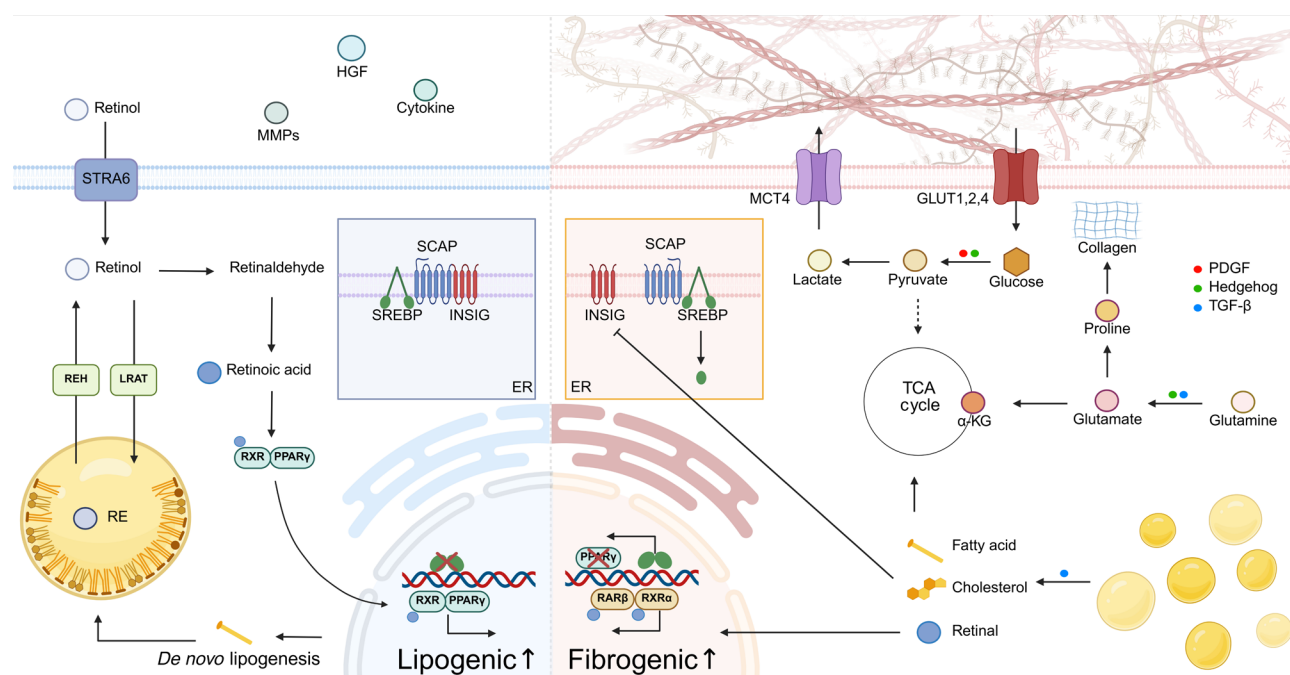 HGF
Cytokine
MMPs
Retinol
STRA6
Retinol
Retinaldehyde
REH
LRAT
Retinoic acid
RXR PPARγ
RE
De novo lipogenesis
SCAP
SREBP
INSIG
ER
RXR PPARγ
Lipogenic↑
MCT4
GLUT1,2,4
Lactate
Pyruvate
Glucose
Collagen
PDGF
Hedgehog
TGF-β
Proline
SCAP
INSIG
SREBP
ER
TCA
cycle
α-KG
Glutamate
Glutamine
PPARγ
RARβ RXRα
Fibrogenic↑
Fatty acid
Cholesterol
Retinal